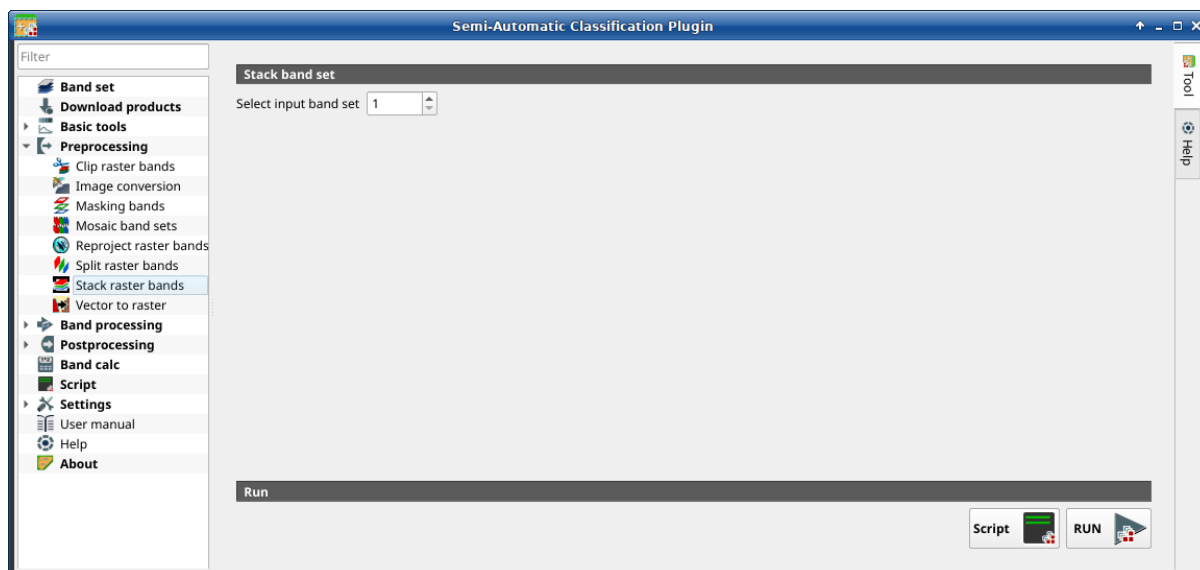 Semi-Automatic Classification Plugin
Filter
Band set
Download products
Basic tools
Preprocessing
Clip raster bands
Image conversion
Masking bands
Mosaic band sets
Reproject raster bands
Split raster bands
Stack raster bands
Vector to raster
Band processing
Postprocessing
Band calc
Script
Settings
User manual
Help
About
Stack band set
Select input band set 1
Run
Script
RUN
Tool
Help